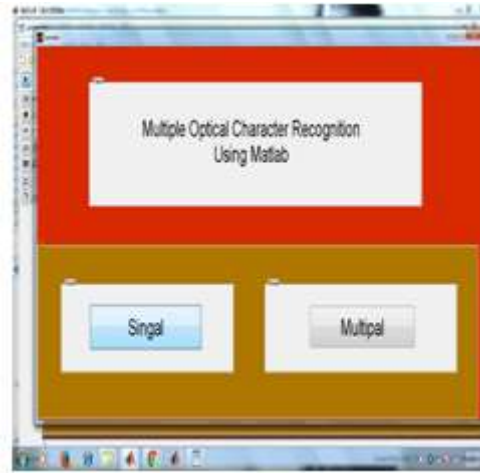 Multiple Optical Character Recognition
Using Matlab
Singal
Multipal